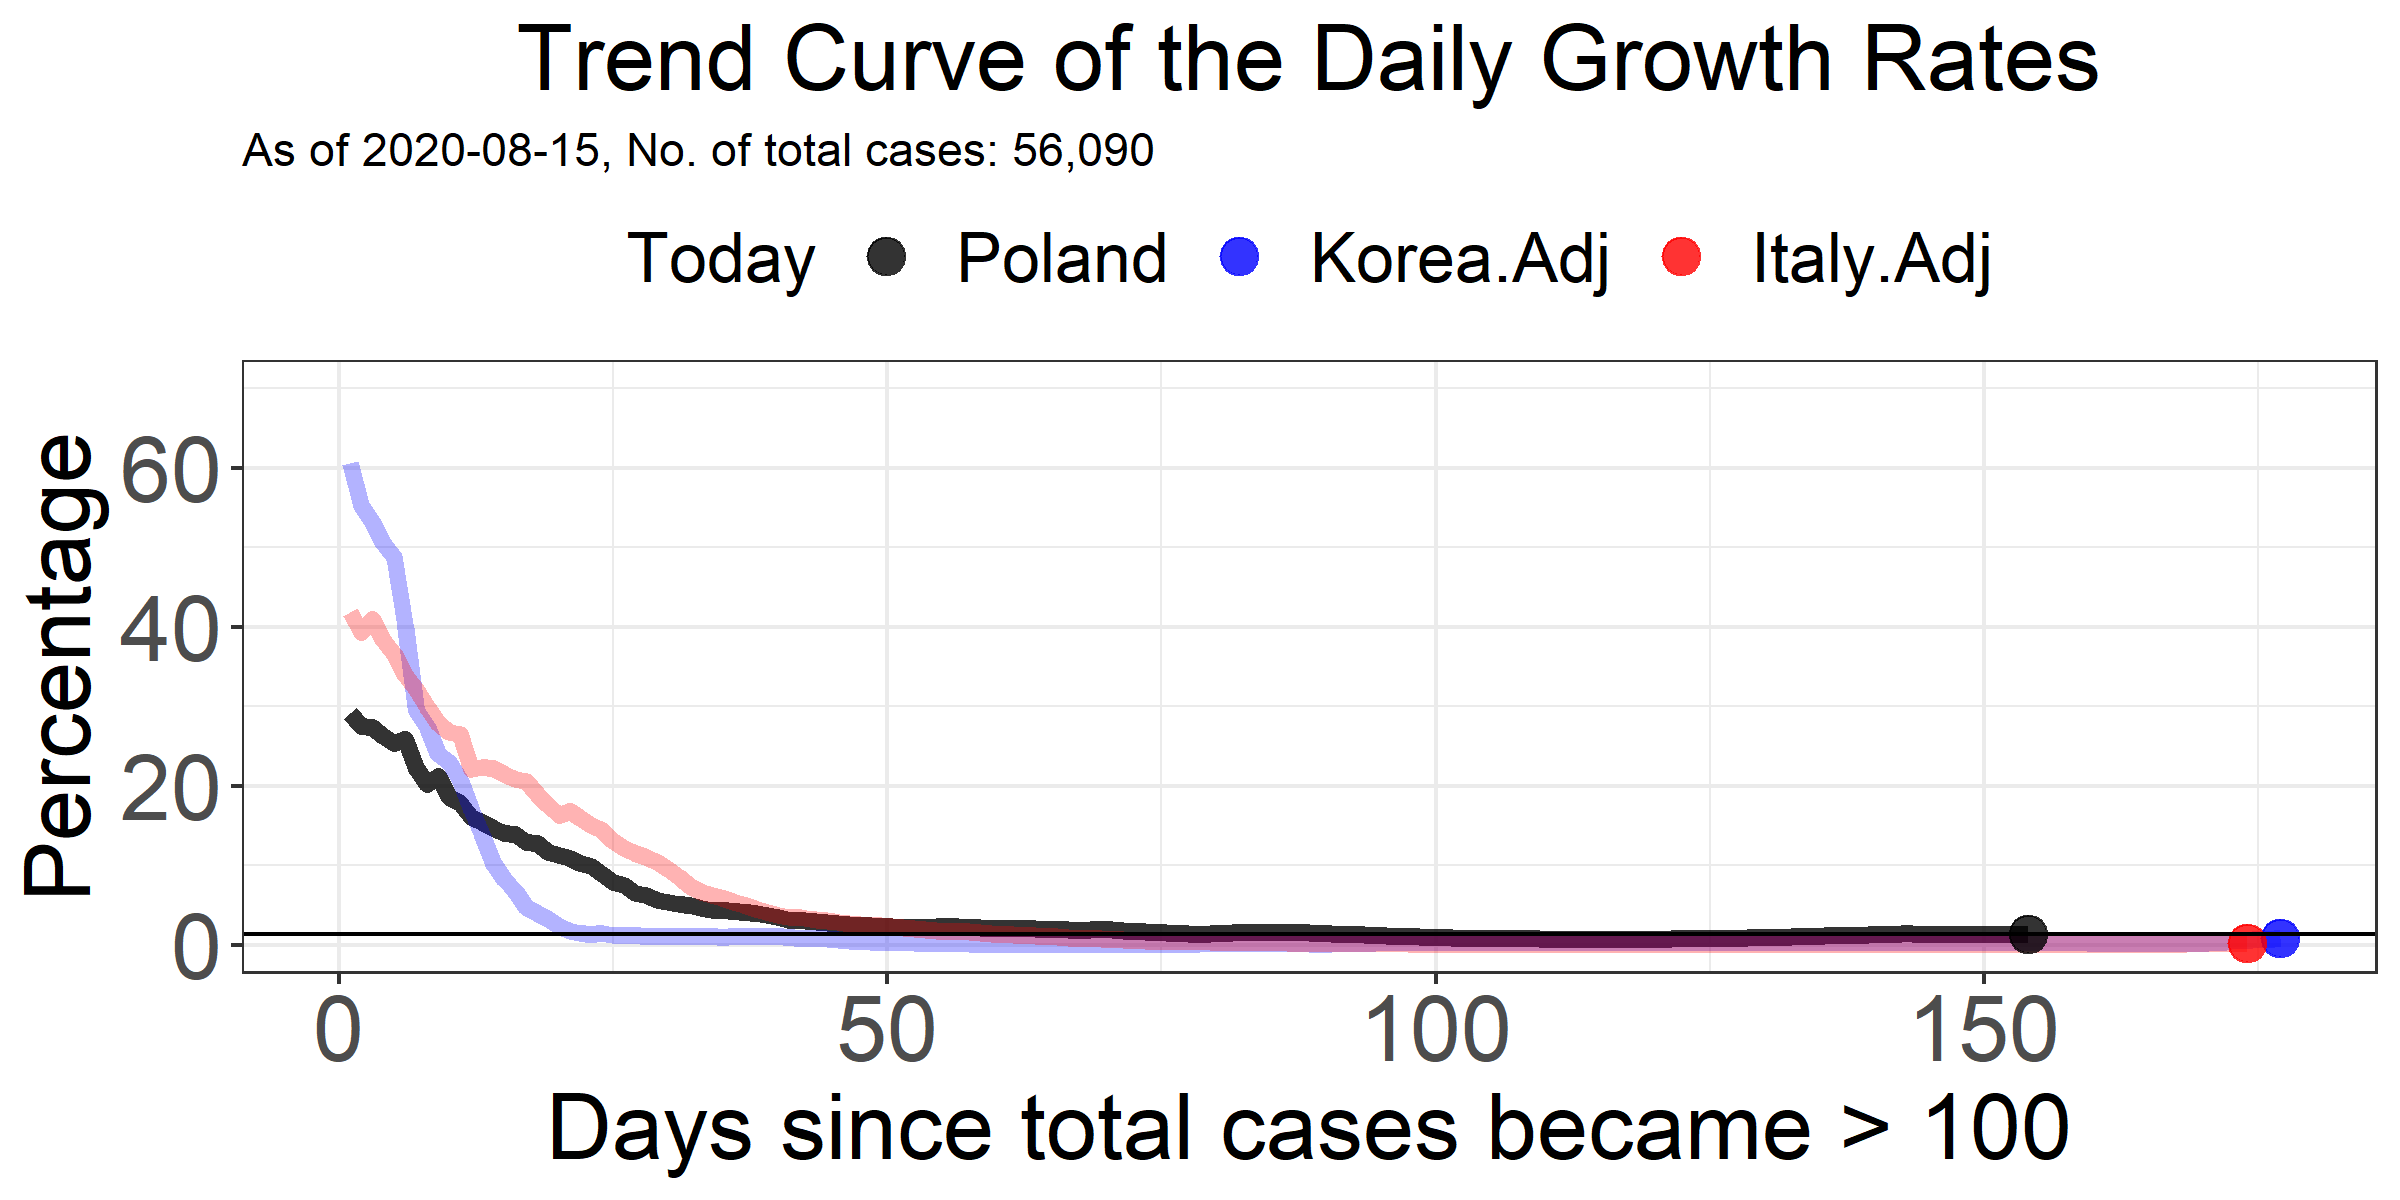 Trend Curve of the Daily Growth Rates
As of 2020-08-15, No. of total cases: 56,090
Today Poland Korea.Adj Italy.Adj
Percentage
60
40
20
0
0 50 100 150
Days since total cases became > 100